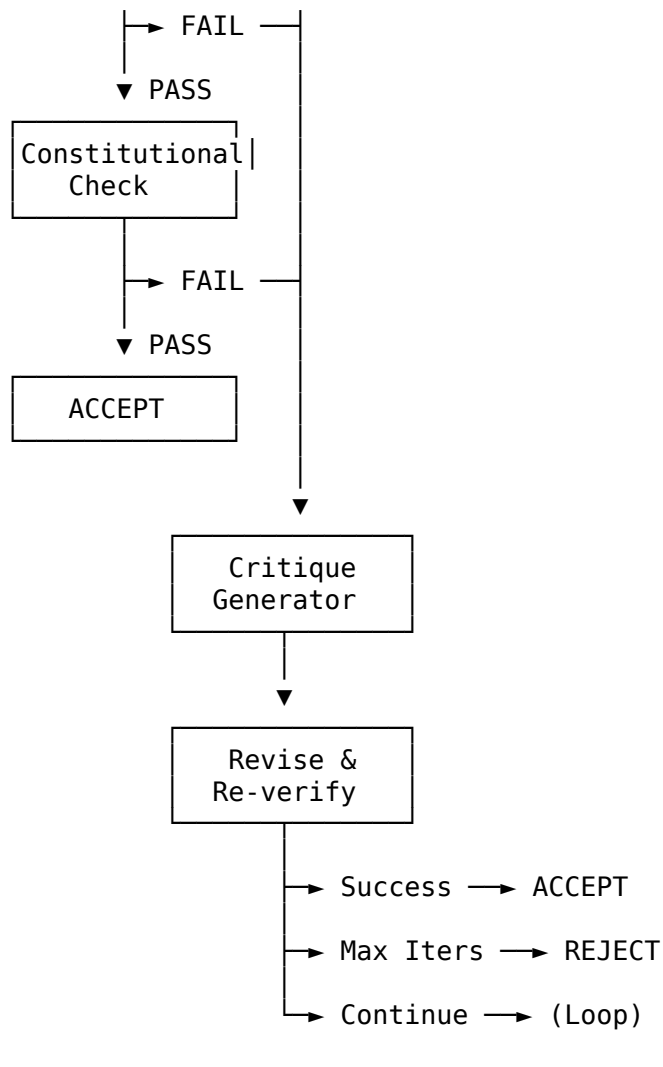 FAIL
PASS
Constitutional
Check
FAIL
PASS
ACCEPT
Critique
Generator
Revise &
Re-verify
Success ACCEPT
Max Iters REJECT
Continue (Loop)